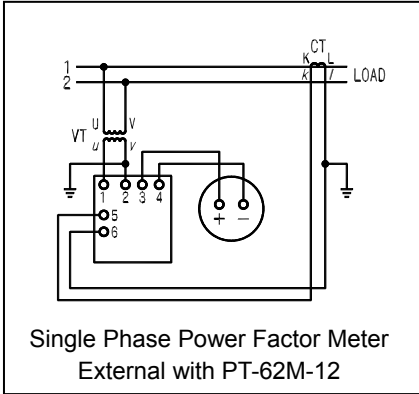 CT
K L
1
k l
2 LOAD
U V
VT
u v
1 2 3 4
+ −
5
6
Single Phase Power Factor Meter
External with PT-62M-12